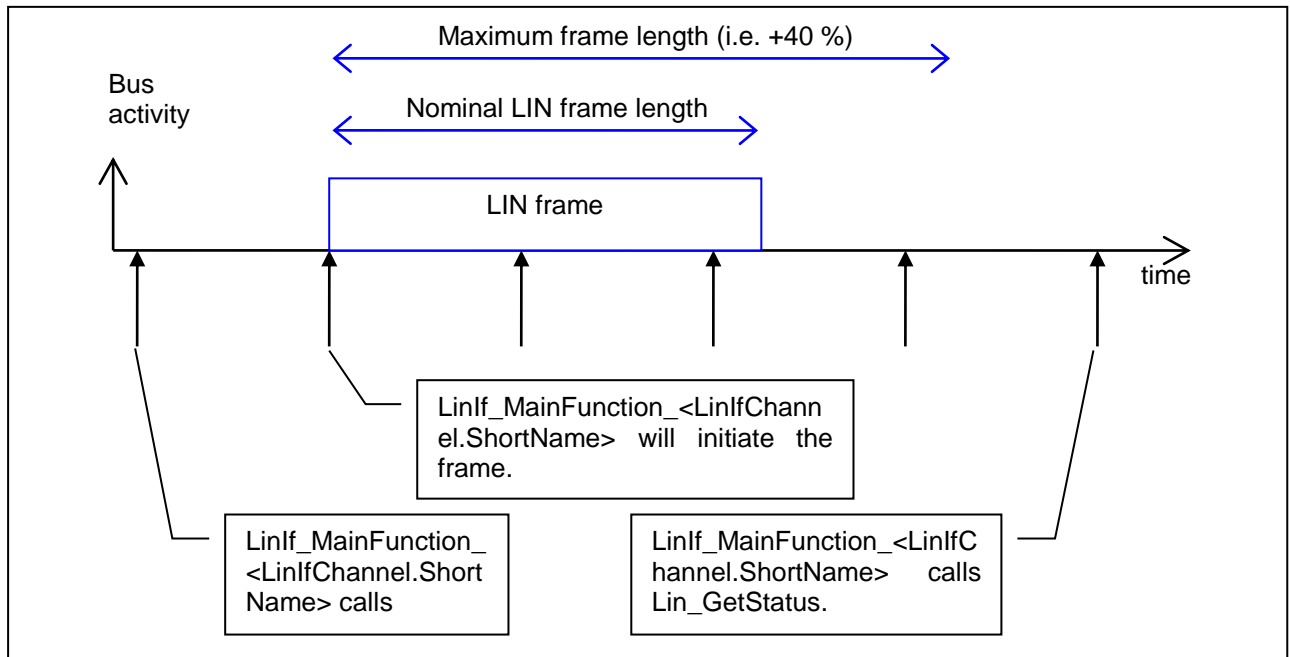 Maximum frame length (i.e. +40 %)
Bus
activity
Nominal LIN frame length
LIN frame
time
LinIf_MainFunction_<LinIfChann
el.ShortName> will initiate the
frame.
LinIf_MainFunction_
<LinIfChannel.Short
Name> calls
LinIf_MainFunction_<LinIfC
hannel.ShortName> calls
Lin_GetStatus.